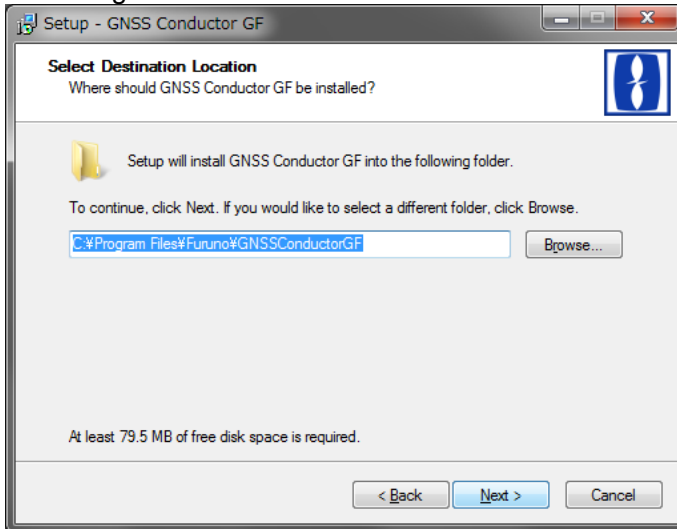 Setup - GNSS Conductor GF
Select Destination Location
Where should GNSS Conductor GF be installed?
Setup will install GNSS Conductor GF into the following folder.
To continue, click Next. If you would like to select a different folder, click Browse.
C:¥Program Files¥Furuno¥GNSSConductorGF
Browse...
At least 79.5 MB of free disk space is required.
< Back
Next >
Cancel